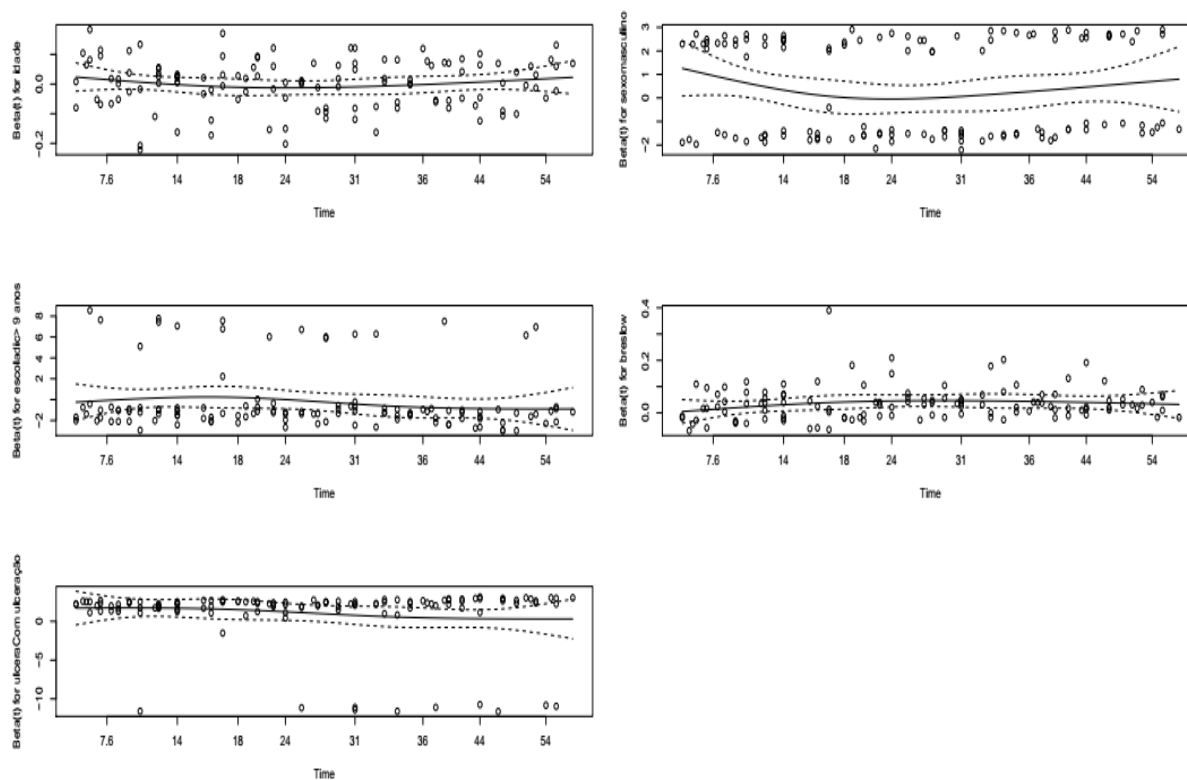 Beta(t) for idade
0.0
-0.2
7.6 14 18 24 31 36 44 54
Time
Beta(t) for sexomasculino
3
2
1
0
-2
7.6 14 18 24 31 36 44 54
Time
Beta(t) for escoladic> 9 anos
8
6
4
2
-2
7.6 14 18 24 31 36 44 54
Time
Beta(t) for breslow
0.4
0.2
0.0
7.6 14 18 24 31 36 44 54
Time
Beta(t) for ulceraCom ulceração
0
-5
-10
7.6 14 18 24 31 36 44 54
Time